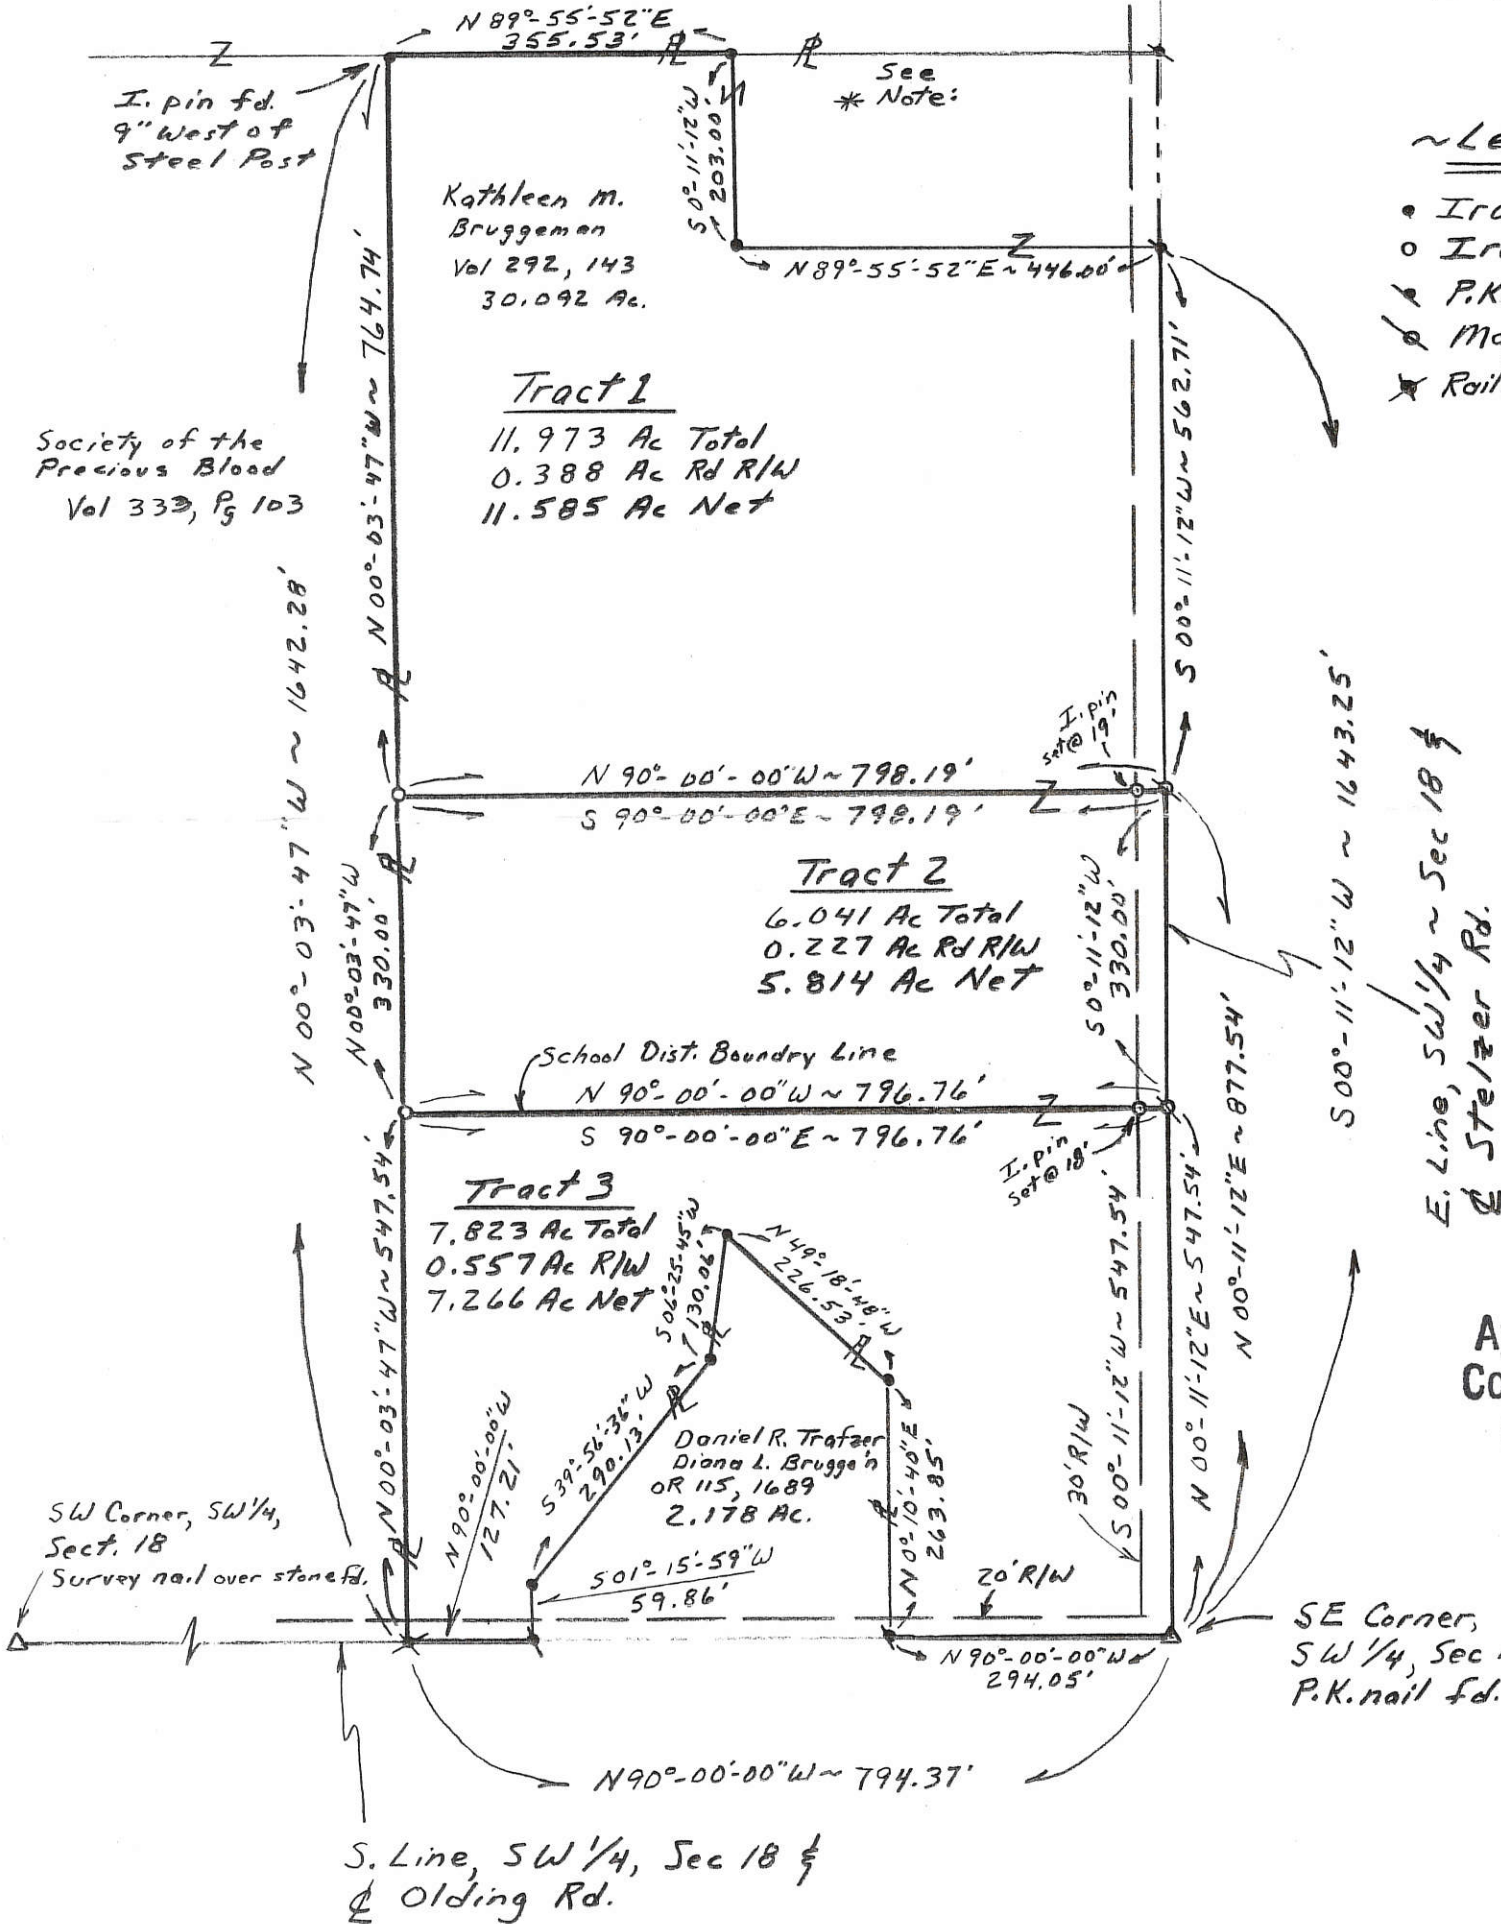 N 89°-55'-52"E
355.53'
See
* Note:
I. pin fd.
9" West of
Steel Post
S 0°-11'-12"W
203.00'
Kathleen M.
Bruggeman
Vol 292, 143
30.092 Ac.
N 89°-55'-52"E ~ 446.00'
~ Le
Iro
Iro
P.K.
Ma
Rail
N 00°-03'-47"W ~ 764.74'
Tract 1
11.973 Ac Total
0.388 Ac Rd R/W
11.585 Ac Net
S 00°-11'-12"W ~ 562.71'
Society of the
Precious Blood
Vol 333, Pg 103
N 00°-03'-47"W ~ 1642.28'
I. pin
set @ 19'
N 90°-00'-00"W ~ 798.19'
S 90°-00'-00"E ~ 798.19'
N 00°-03'-47"W
330.00'
Tract 2
6.041 Ac Total
0.227 Ac Rd R/W
5.814 Ac Net
S 0°-11'-12"W
330.00'
S 00°-11'-12"W ~ 1643.25'
E. Line, SW 1/4 ~ Sec 18 &
℄ Stelzer Rd.
School Dist. Boundry Line
N 90°-00'-00"W ~ 796.76'
S 90°-00'-00"E ~ 796.76'
I. pin
set @ 18'
Tract 3
7.823 Ac Total
0.557 Ac R/W
7.266 Ac Net
N 00°-03'-47"W ~ 547.54'
S 06°-25'-45"W
130.06'
N 49°-18'-48"W
226.53'
S 00°-11'-12"W ~ 547.54'
N 00°-11'-12"E ~ 547.54'
N 00°-11'-12"E ~ 877.54'
A
Co
N 90°-00'-00"W
127.21'
S 39°-56'-36"W
290.13'
Daniel R. Trafzer
Diana L. Brugge'n
OR 115, 1689
2.178 Ac.
N 0°-10'-40"E
263.85'
30' R/W
SW Corner, SW 1/4,
Sect. 18
Survey nail over stone fd.
S 01°-15'-59"W
59.86'
20' R/W
N 90°-00'-00"W
294.05'
SE Corner,
SW 1/4, Sec
P.K. nail fd.
N 90°-00'-00"W ~ 794.37'
S. Line, SW 1/4, Sec 18 &
℄ Olding Rd.